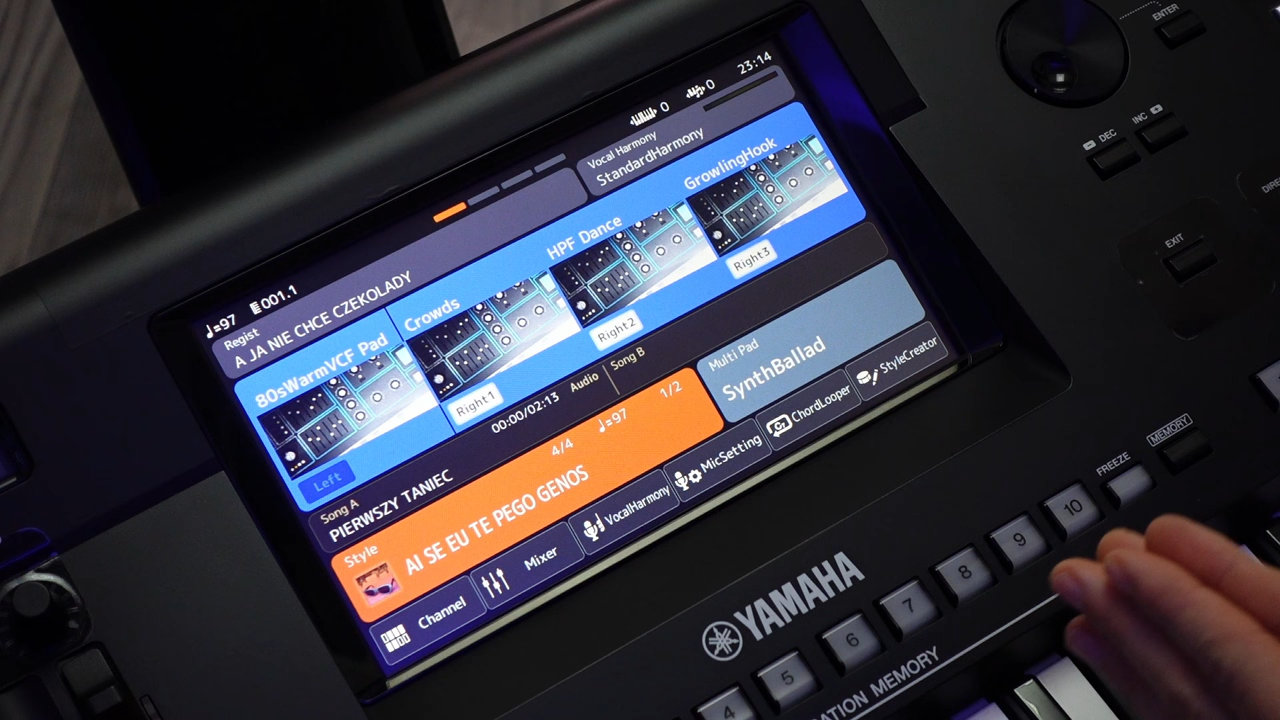 23:14
0
0
♩=97
001.1
Regist
A JA NIE CHCE CZEKOLADY
Vocal Harmony
StandardHarmony
80sWarmVCF Pad
Crowds
HPF Dance
GrowlingHook
Left
Right1
Right2
Right3
Song A
PIERWSZY TANIEC
00:00/02:13
Audio
Song B
Style
4/4
♩=97
1/2
AI SE EU TE PEGO GENOS
Multi Pad
SynthBallad
Channel
Mixer
VocalHarmony
MicSetting
ChordLooper
StyleCreator
YAMAHA
ENTER
DEC
INC
EXIT
MEMORY
FREEZE
4
5
6
7
8
9
10
MEMORY